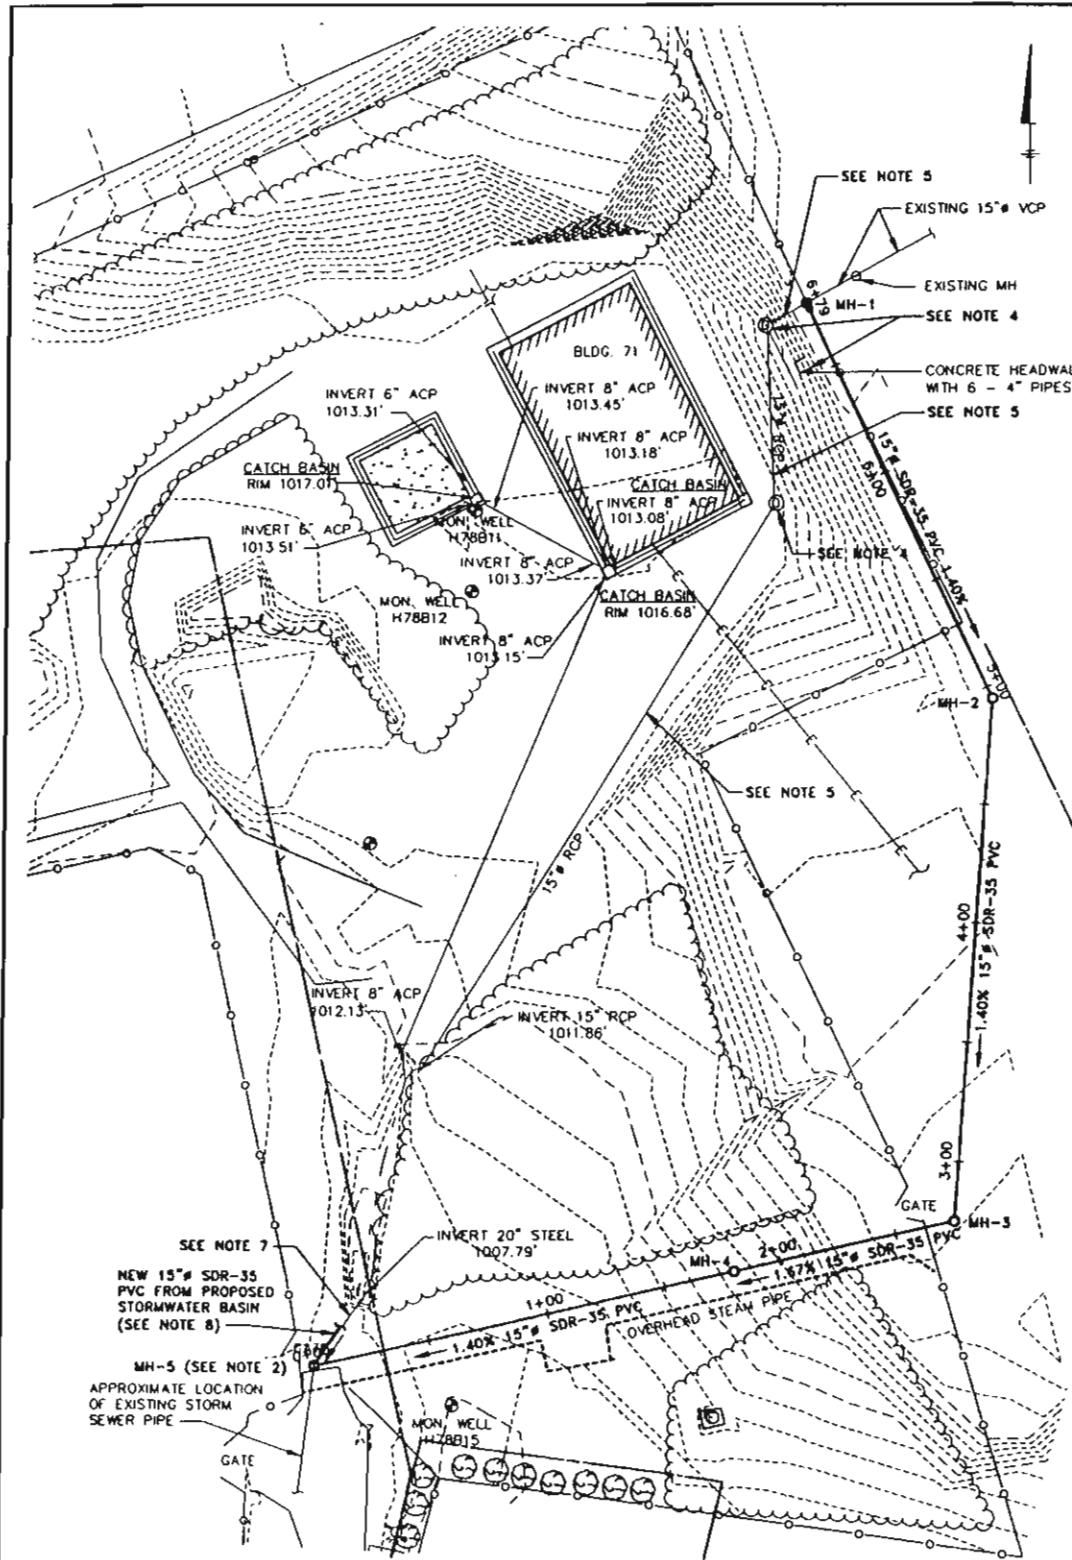 SEE NOTE 5
EXISTING 15"ø VCP
EXISTING MH
6+79
MH-1
SEE NOTE 4
CONCRETE HEADWAL
WITH 6 - 4" PIPES
SEE NOTE 5
BLDG. 71
INVERT 6" ACP
1013.31'
INVERT 8" ACP
1013.45'
INVERT 8" ACP
1013.18'
CATCH BASIN
RIM 1017.01'
CATCH BASIN
INVERT 8" ACP
1013.08'
15"ø RCP
15"ø SDR-35 PVC 1.40%
6+00
INVERT 6" ACP
1013.51'
MON. WELL
H78B11
INVERT 8" ACP
1013.37'
SEE NOTE 4
MON. WELL
H78B12
CATCH BASIN
RIM 1016.68'
INVERT 8" ACP
1013.15'
5+00
MH-2
SEE NOTE 5
15"ø RCP
4+00
1.40% 15"ø SDR-35 PVC
INVERT 8" ACP
1012.13'
INVERT 15" RCP
1011.86'
3+00
GATE
MH-3
INVERT 20" STEEL
1007.79'
SEE NOTE 7
MH-4
2+00
1.67% 15"ø SDR-35 PVC
NEW 15"ø SDR-35
PVC FROM PROPOSED
STORMWATER BASIN
(SEE NOTE 8)
1+00
1.40% 15"ø SDR-35 PVC
OVERHEAD STEAM PIPE
MH-5 (SEE NOTE 2)
APPROXIMATE LOCATION
OF EXISTING STORM
SEWER PIPE
MON. WELL
H78B15
GATE